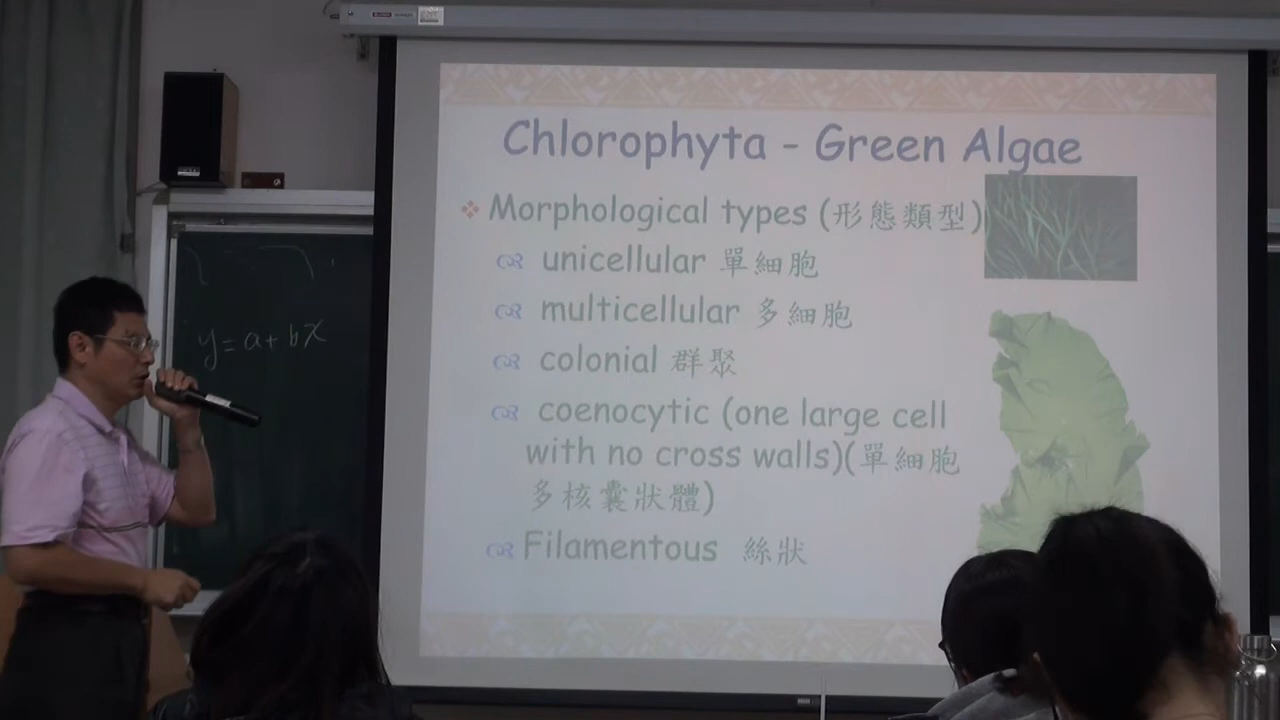 Chlorophyta - Green Algae
Morphological types (形態類型)
unicellular 單細胞
multicellular 多細胞
colonial 群聚
coenocytic (one large cell
with no cross walls)(單細胞
多核囊狀體)
Filamentous 絲狀
y=a+bx